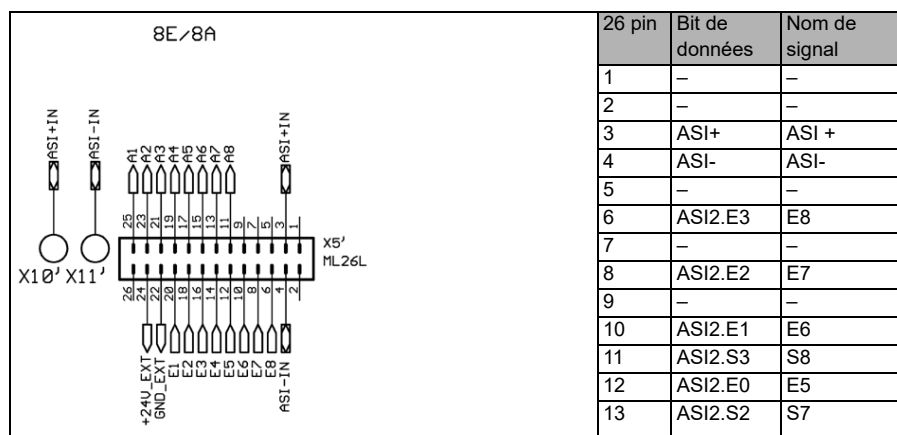 8E/8A
ASI+IN
ASI-IN
A1
A2
A3
A4
A5
A6
A7
A8
ASI+IN
25
23
21
19
17
15
13
11
9
7
5
3
1
X5'
ML26L
X10'
X11'
26
24
22
20
18
16
14
12
10
8
6
4
2
+24V_EXT
GND_EXT
E1
E2
E3
E4
E5
E6
E7
E8
ASI-IN
26 pin Bit de données Nom de signal
1 – –
2 – –
3 ASI+ ASI +
4 ASI- ASI-
5 – –
6 ASI2.E3 E8
7 – –
8 ASI2.E2 E7
9 – –
10 ASI2.E1 E6
11 ASI2.S3 S8
12 ASI2.E0 E5
13 ASI2.S2 S7